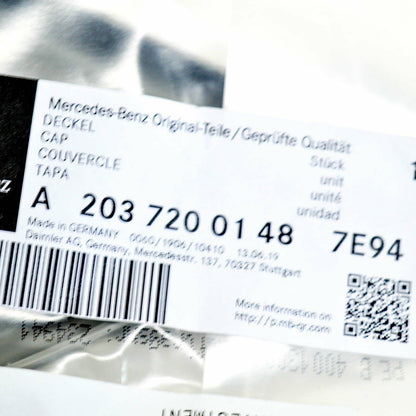 Mercedes-Benz Original-Teile / Geprüfte Qualität
DECKEL
CAP
COUVERCLE
TAPA
Stück
unit
unité
unidad
1
A 203 720 01 48 7E94
Made in GERMANY 0060/1906/10410 13.06.19
Daimler AG, Germany, Mercedesstr. 137, 70327 Stuttgart
More information on
http://p.mb-qr.com